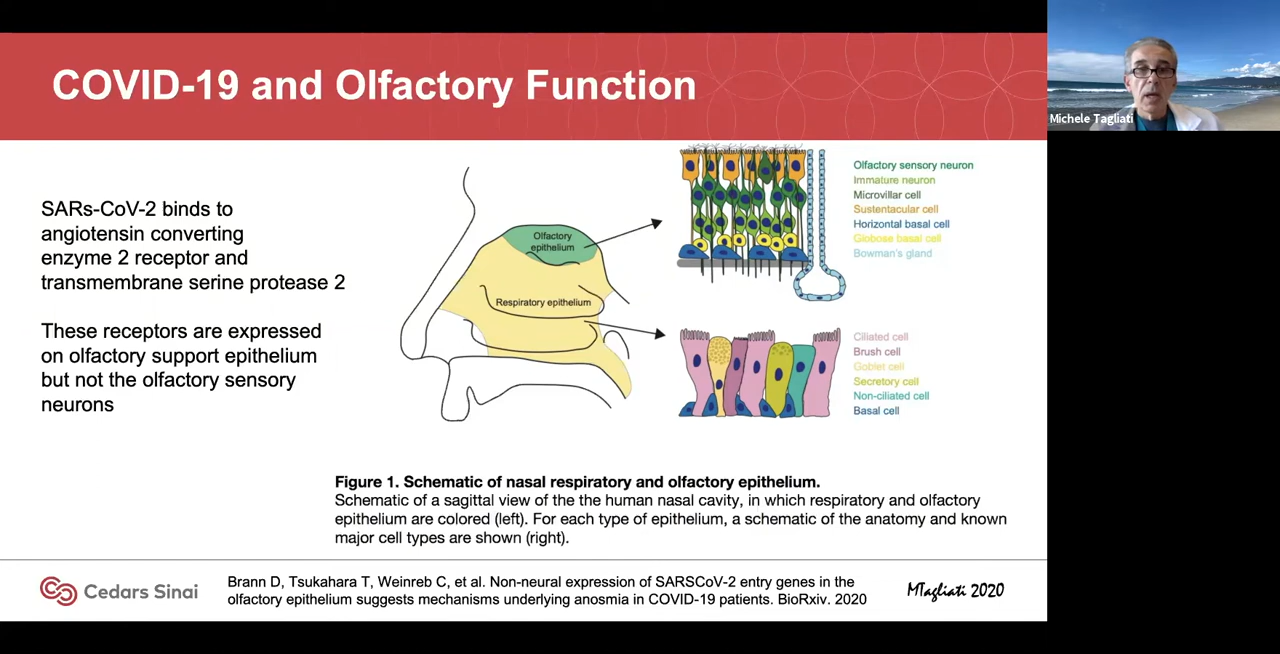 COVID-19 and Olfactory Function
Michele Tagliati
SARs-CoV-2 binds to
angiotensin converting
enzyme 2 receptor and
transmembrane serine protease 2
These receptors are expressed
on olfactory support epithelium
but not the olfactory sensory
neurons
Olfactory
epithelium
Respiratory epithelium
Olfactory sensory neuron
Immature neuron
Microvillar cell
Sustentacular cell
Horizontal basal cell
Globose basal cell
Bowman's gland
Ciliated cell
Brush cell
Goblet cell
Secretory cell
Non-ciliated cell
Basal cell
Figure 1. Schematic of nasal respiratory and olfactory epithelium.
Schematic of a sagittal view of the the human nasal cavity, in which respiratory and olfactory
epithelium are colored (left). For each type of epithelium, a schematic of the anatomy and known
major cell types are shown (right).
Cedars Sinai
Brann D, Tsukahara T, Weinreb C, et al. Non-neural expression of SARSCoV-2 entry genes in the
olfactory epithelium suggests mechanisms underlying anosmia in COVID-19 patients. BioRxiv. 2020
MTagliati 2020